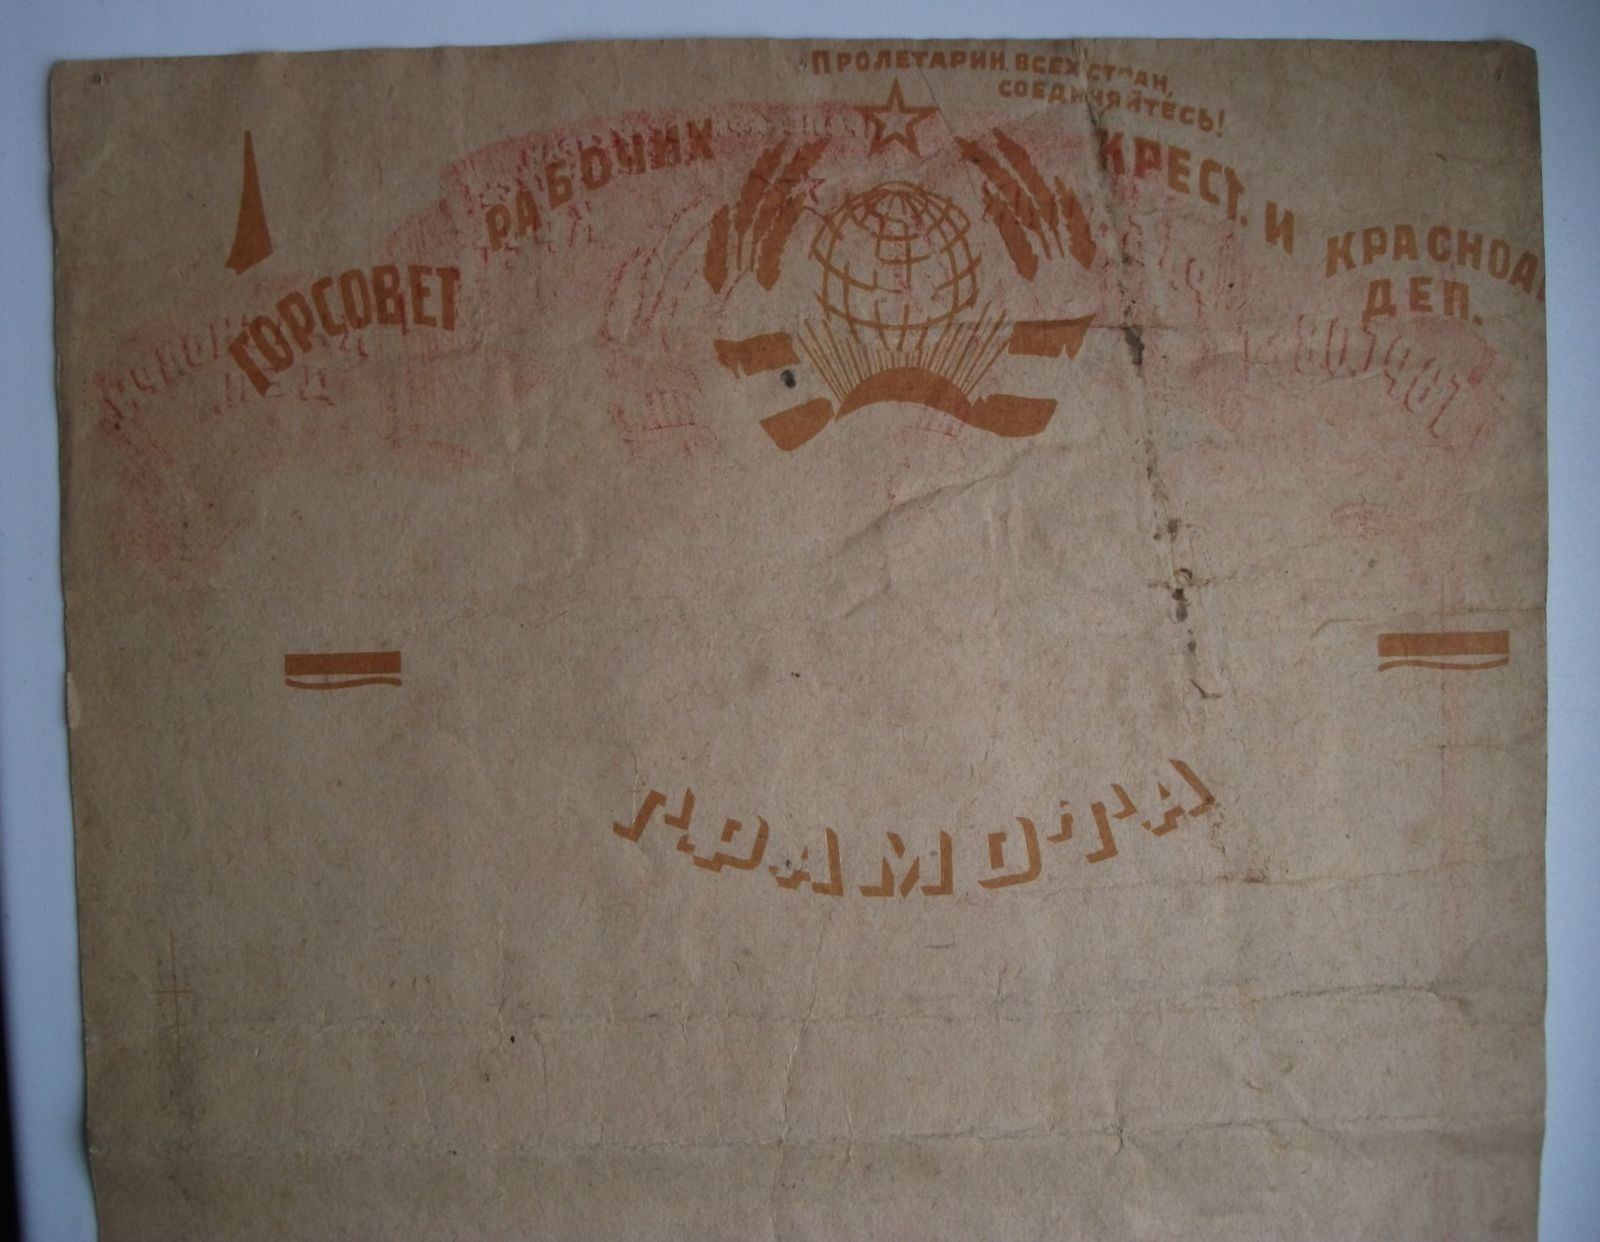 ПРОЛЕТАРИИ ВСЕХ СТРАН,
СОЕДИНЯЙТЕСЬ!
ГОРСОВЕТ РАБОЧИХ КРЕСТ. И КРАСНОА
ДЕП.
ГРАМОТА